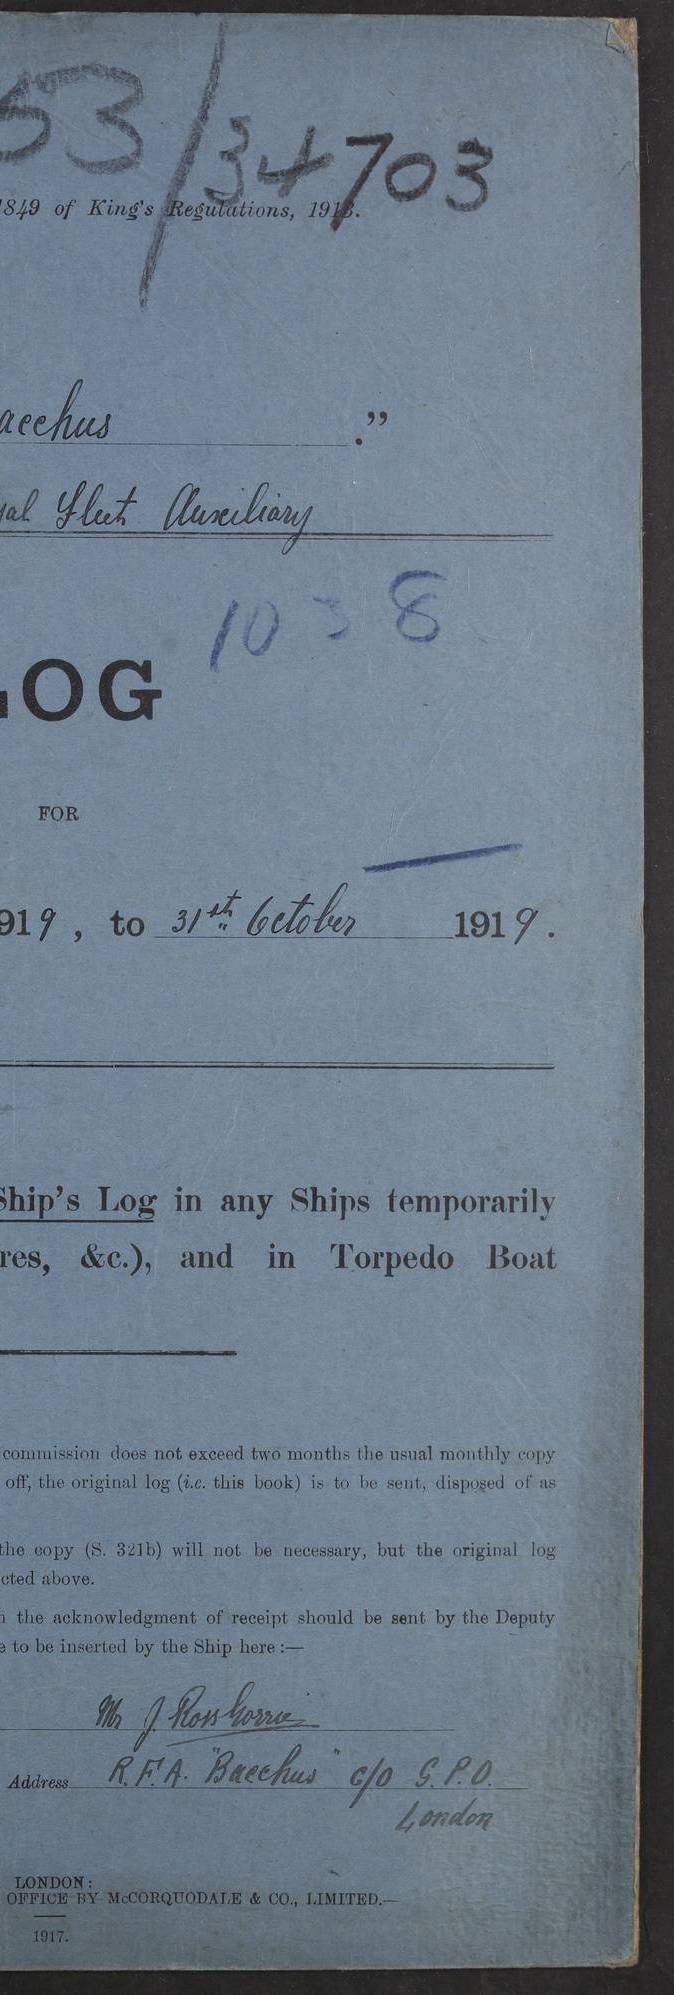 53/34703
1849 of King's Regulations, 1913.
acchus ."
al Fleet Auxiliary
10 8
LOG
FOR
919, to 31st October 1919.
Ship's Log in any Ships temporarily
res, &c.), and in Torpedo Boat
commission does not exceed two months the usual monthly copy
off, the original log (i.e. this book) is to be sent, disposed of as
the copy (S. 321b) will not be necessary, but the original log
cted above.
the acknowledgment of receipt should be sent by the Deputy
e to be inserted by the Ship here :—
Mr J. Ross Gorrie
Address R.F.A. "Bacchus" c/o G.P.O.
London
LONDON:
OFFICE BY McCORQUODALE & CO., LIMITED.—
1917.